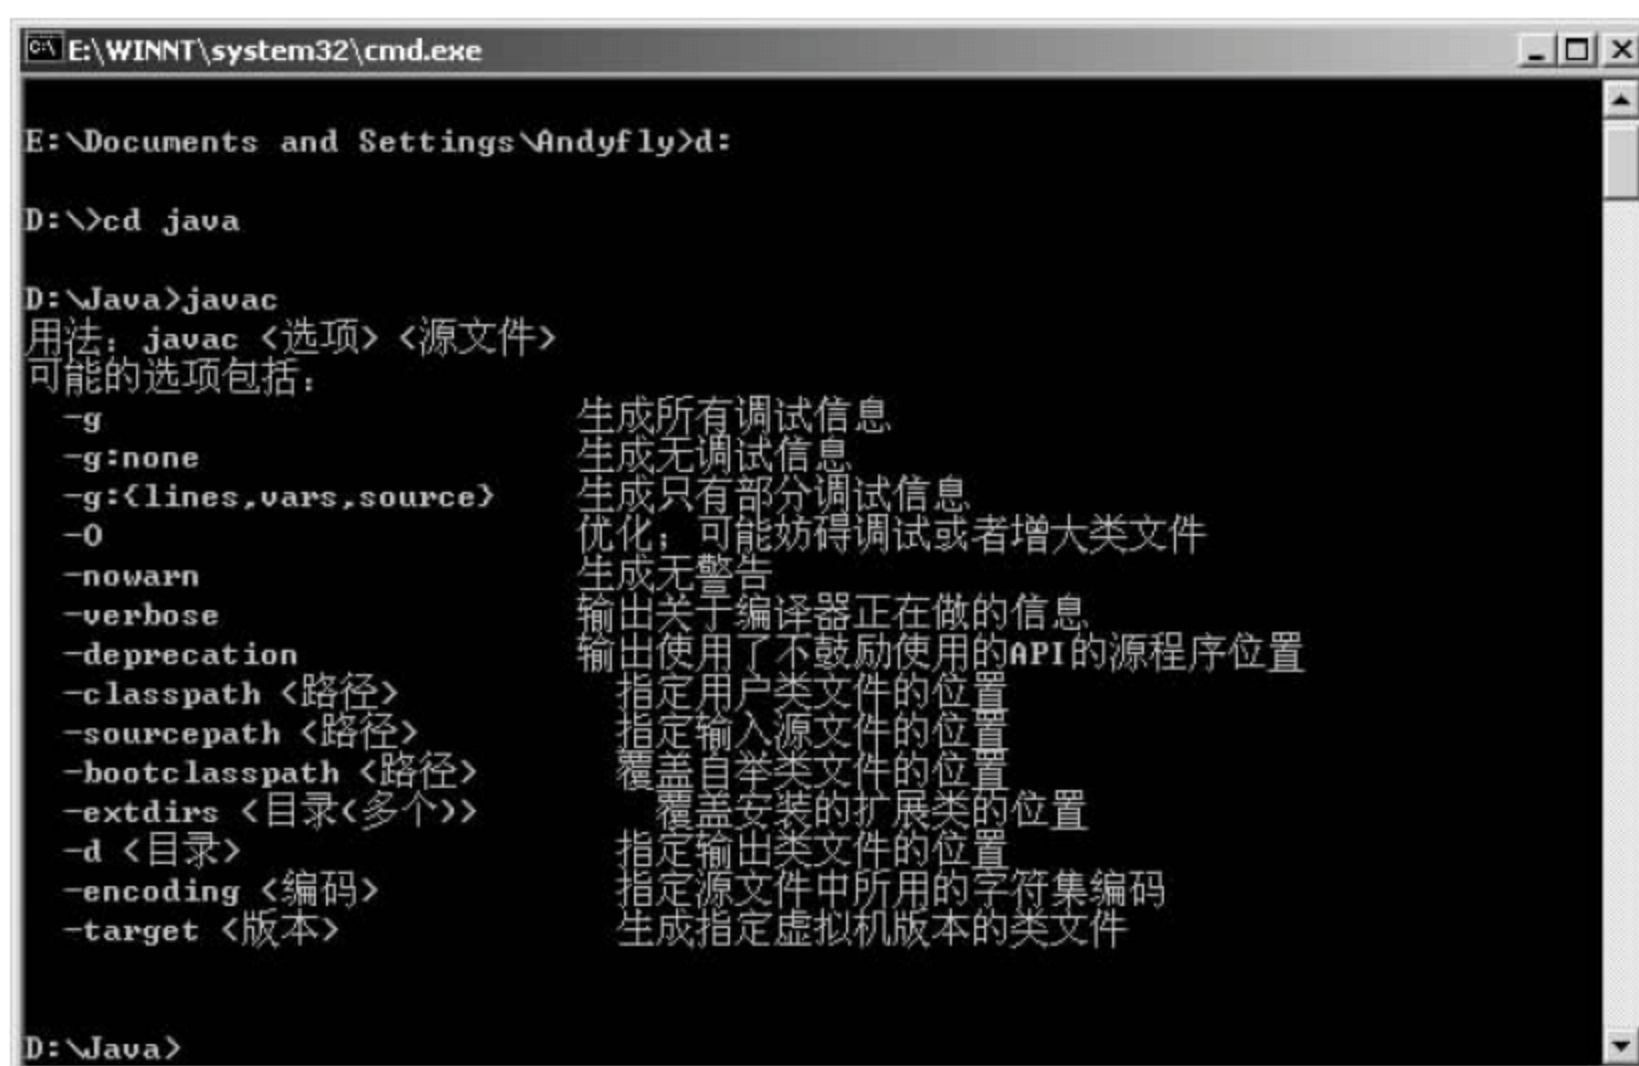 E:\WINNT\system32\cmd.exe
E:\Documents and Settings\Andyfly>d:
D:\>cd java
D:\Java>javac
用法：javac <选项> <源文件>
可能的选项包括：
-g 生成所有调试信息
-g:none 生成无调试信息
-g:{lines,vars,source} 生成只有部分调试信息
-O 优化；可能妨碍调试或者增大类文件
-nowarn 生成无警告
-verbose 输出关于编译器正在做的信息
-deprecation 输出使用了不鼓励使用的API的源程序位置
-classpath <路径> 指定用户类文件的位置
-sourcepath <路径> 指定输入源文件的位置
-bootclasspath <路径> 覆盖自举类文件的位置
-extdirs <目录(多个)> 覆盖安装的扩展类的位置
-d <目录> 指定输出类文件的位置
-encoding <编码> 指定源文件中所用的字符集编码
-target <版本> 生成指定虚拟机版本的类文件
D:\Java>